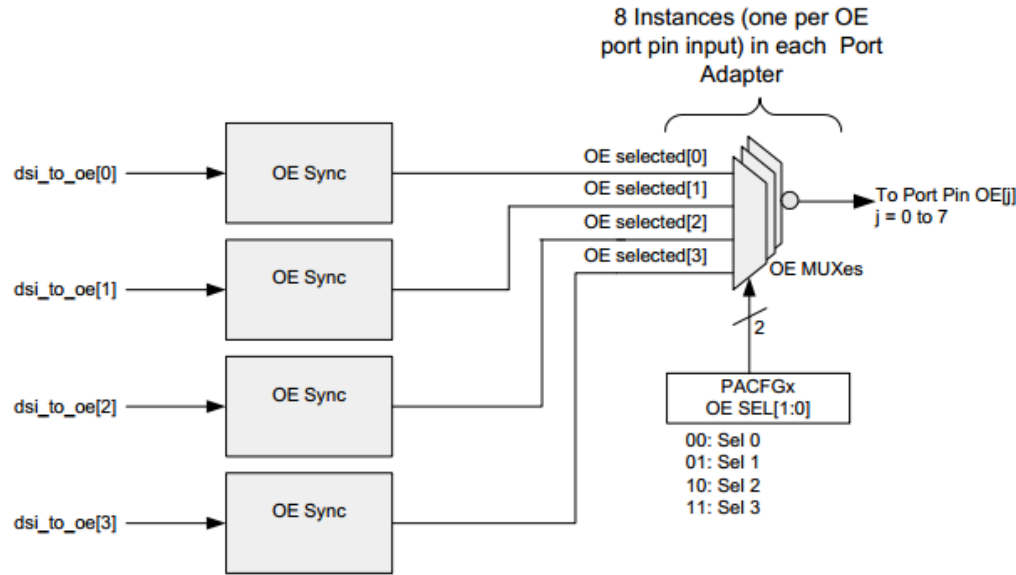 8 Instances (one per OE
port pin input) in each Port
Adapter
dsi_to_oe[0]
OE Sync
OE selected[0]
OE selected[1]
OE selected[2]
OE selected[3]
To Port Pin OE[j]
j = 0 to 7
OE MUXes
dsi_to_oe[1]
OE Sync
2
dsi_to_oe[2]
OE Sync
PACFGx
OE SEL[1:0]
00: Sel 0
01: Sel 1
10: Sel 2
11: Sel 3
dsi_to_oe[3]
OE Sync